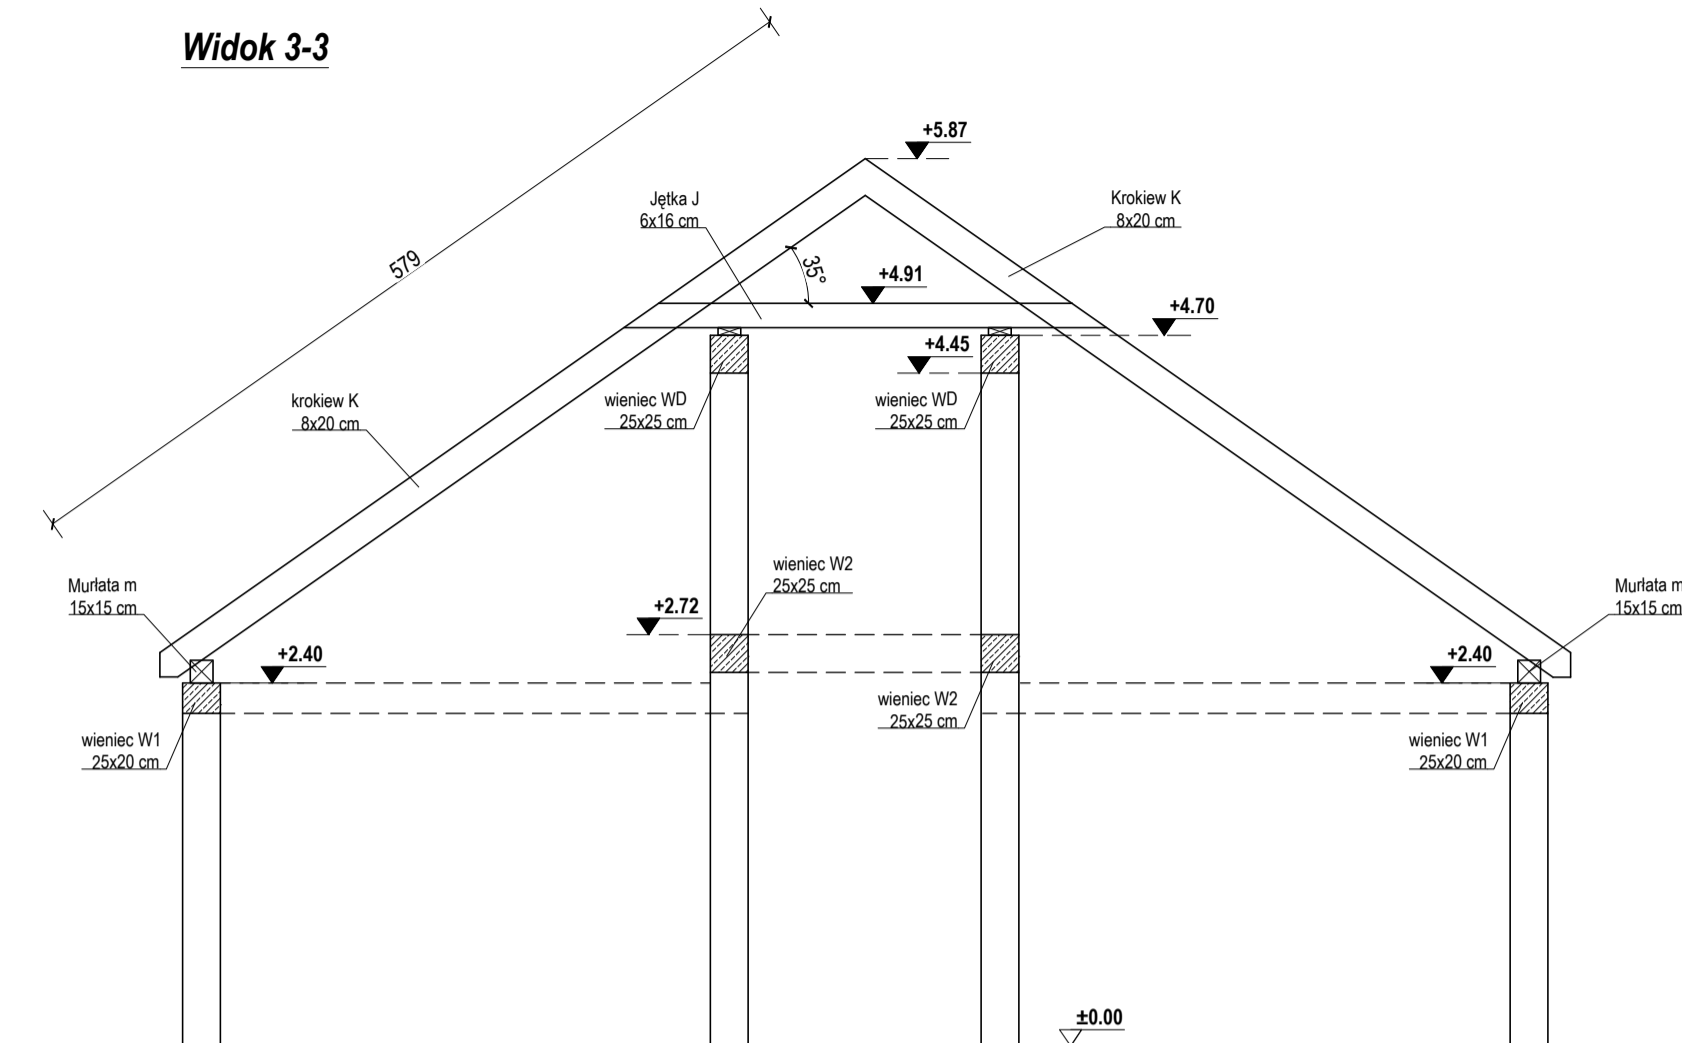 Widok 3-3
+5.87
Jętka J
6x16 cm
Krokiew K
8x20 cm
579
35°
+4.91
+4.70
+4.45
krokiew K
8x20 cm
wieniec WD
25x25 cm
wieniec WD
25x25 cm
wieniec W2
25x25 cm
Murłata m
15x15 cm
Murłata m
15x15 cm
+2.72
+2.40
+2.40
wieniec W2
25x25 cm
wieniec W1
25x20 cm
wieniec W1
25x20 cm
±0.00